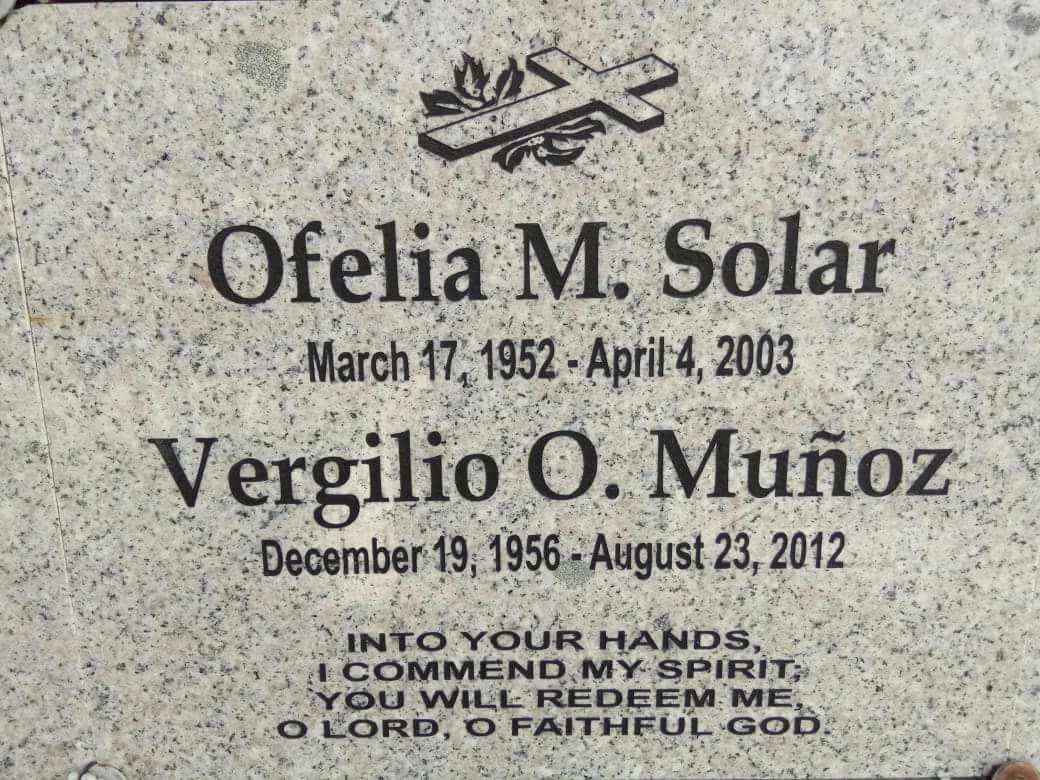 Ofelia M. Solar
March 17, 1952 - April 4, 2003
Vergilio O. Muñoz
December 19, 1956 - August 23, 2012
INTO YOUR HANDS,
I COMMEND MY SPIRIT;
YOU WILL REDEEM ME,
O LORD, O FAITHFUL GOD.